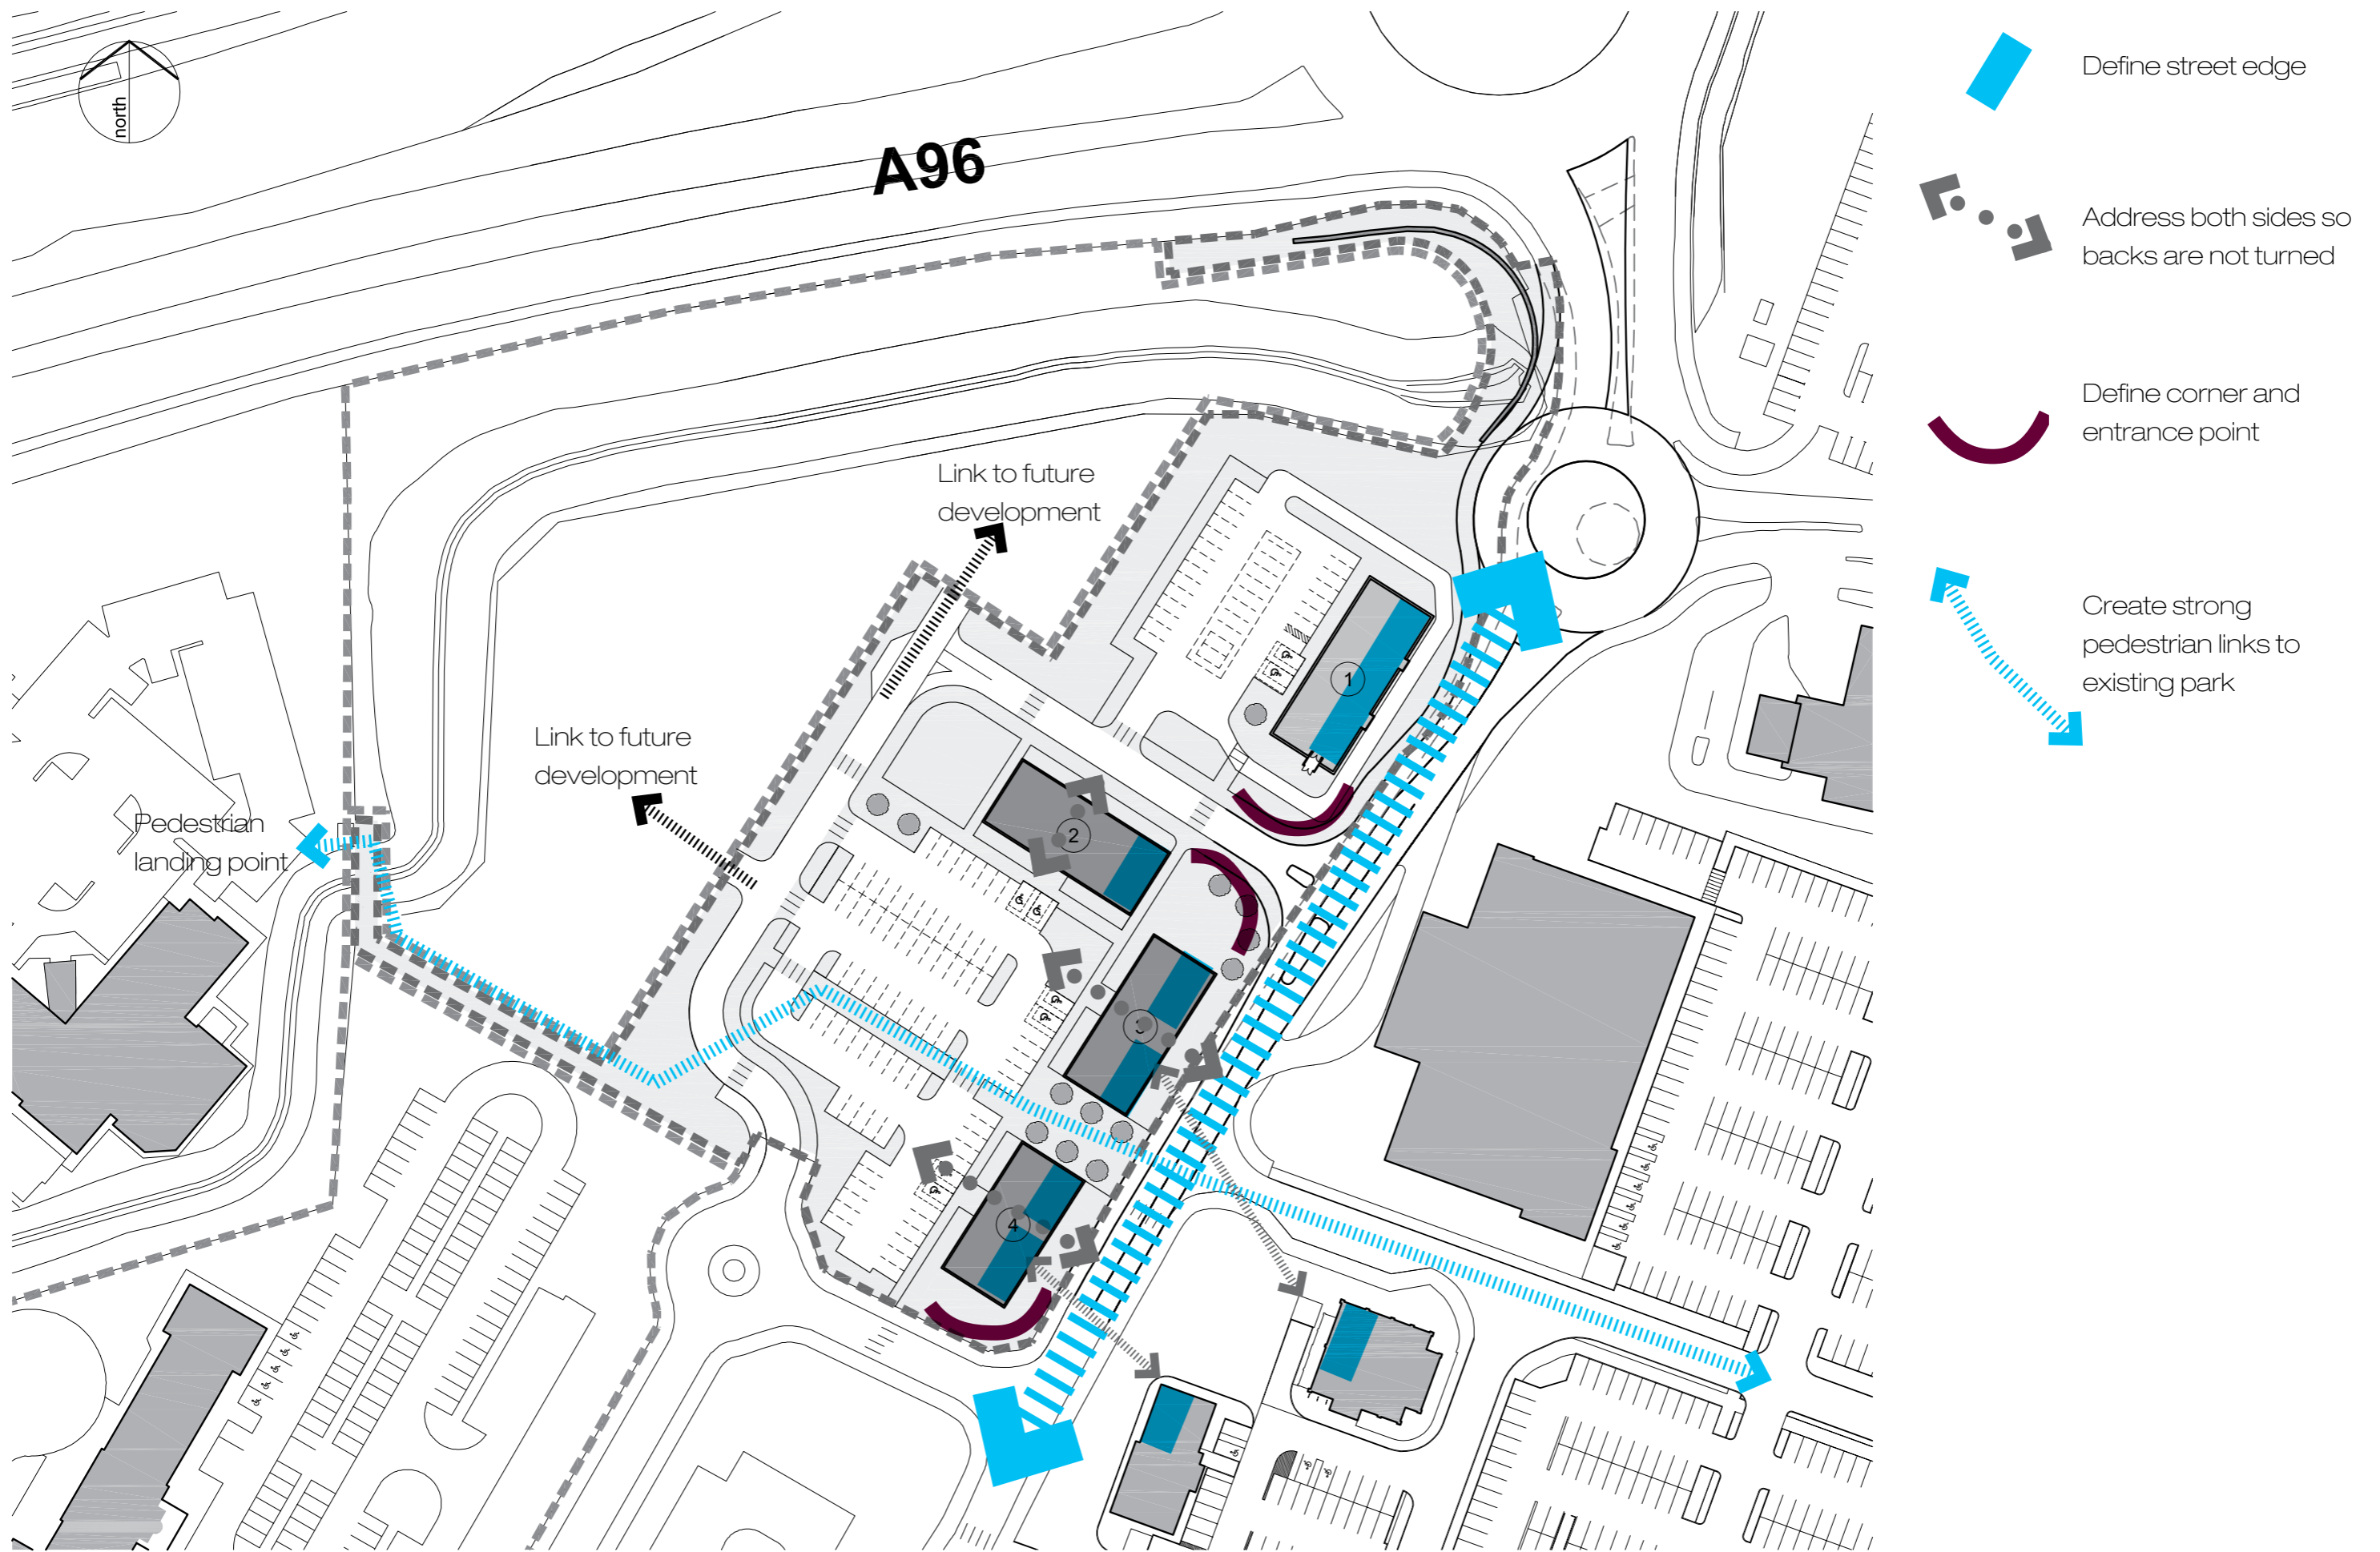 north
A96
Define street edge
Address both sides so
backs are not turned
Define corner and
entrance point
Create strong
pedestrian links to
existing park
Link to future
development
Link to future
development
Pedestrian
landing point
1
2
3
4